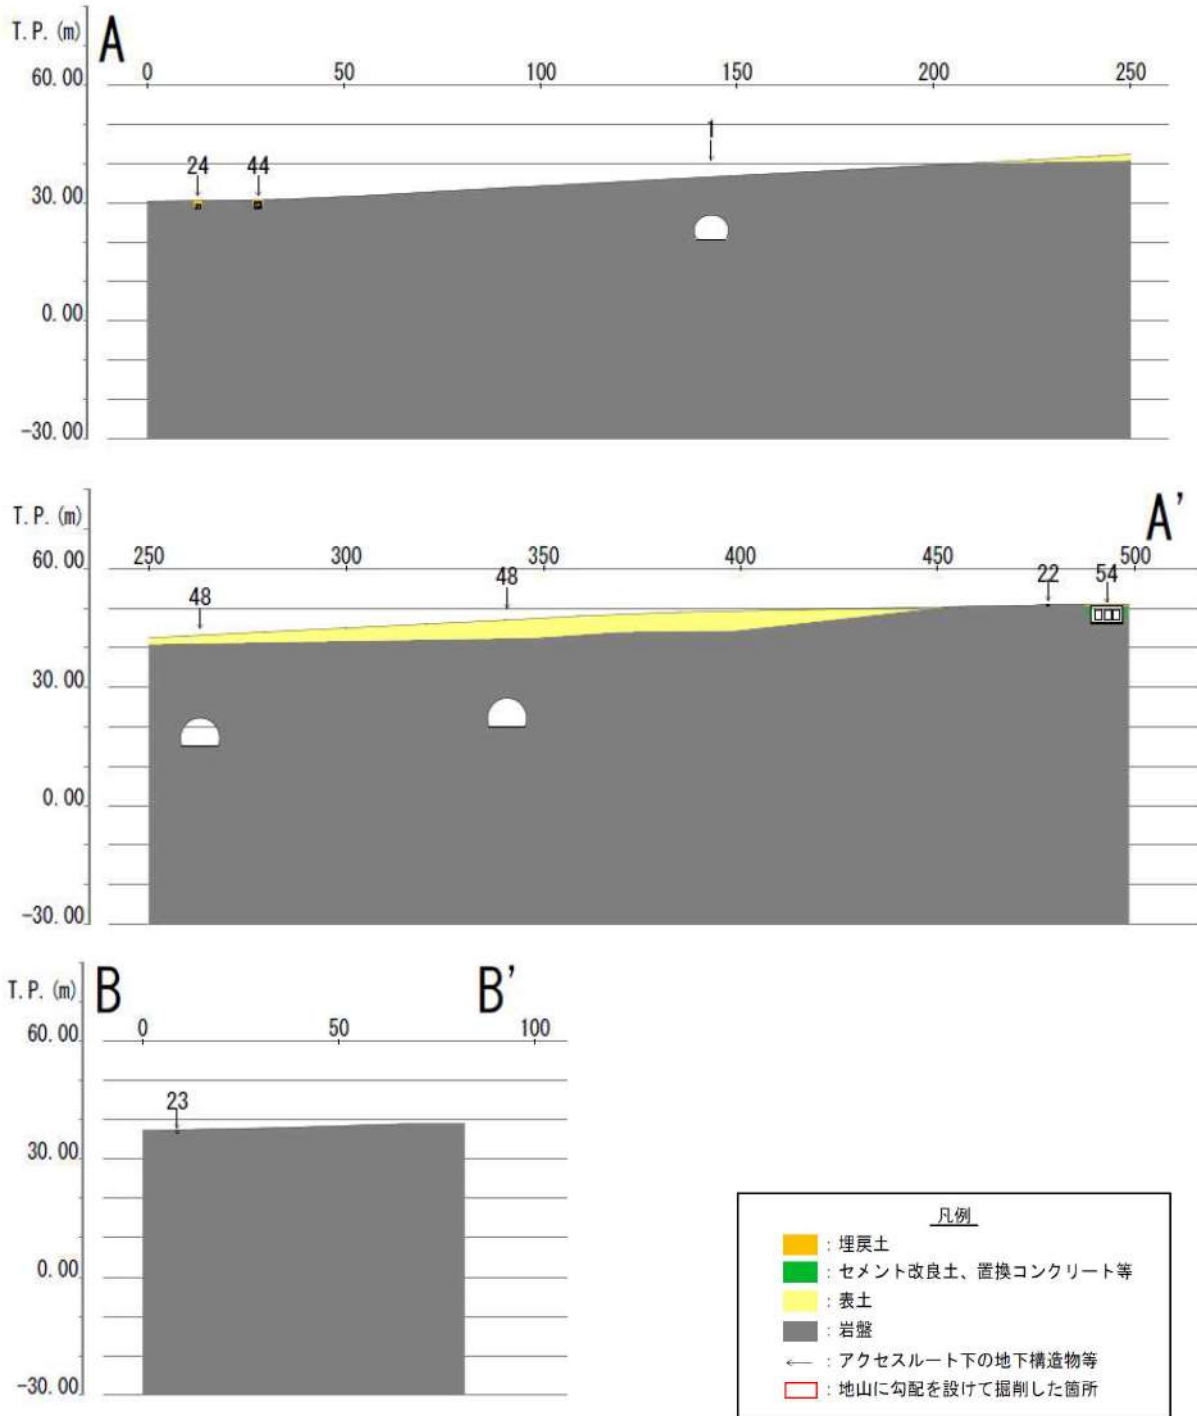 T.P.(m) A
0 50 100 150 200 250
60.00
1
24 44
30.00
0.00
-30.00
T.P.(m) A'
250 300 350 400 450 500
60.00
48 48 22 54
30.00
0.00
-30.00
T.P.(m) B B'
0 50 100
60.00
23
30.00
0.00
-30.00
凡例
：埋戻土
：セメント改良土、置換コンクリート等
：表土
：岩盤
：アクセスルート下の地下構造物等
：地山に勾配を設けて掘削した箇所